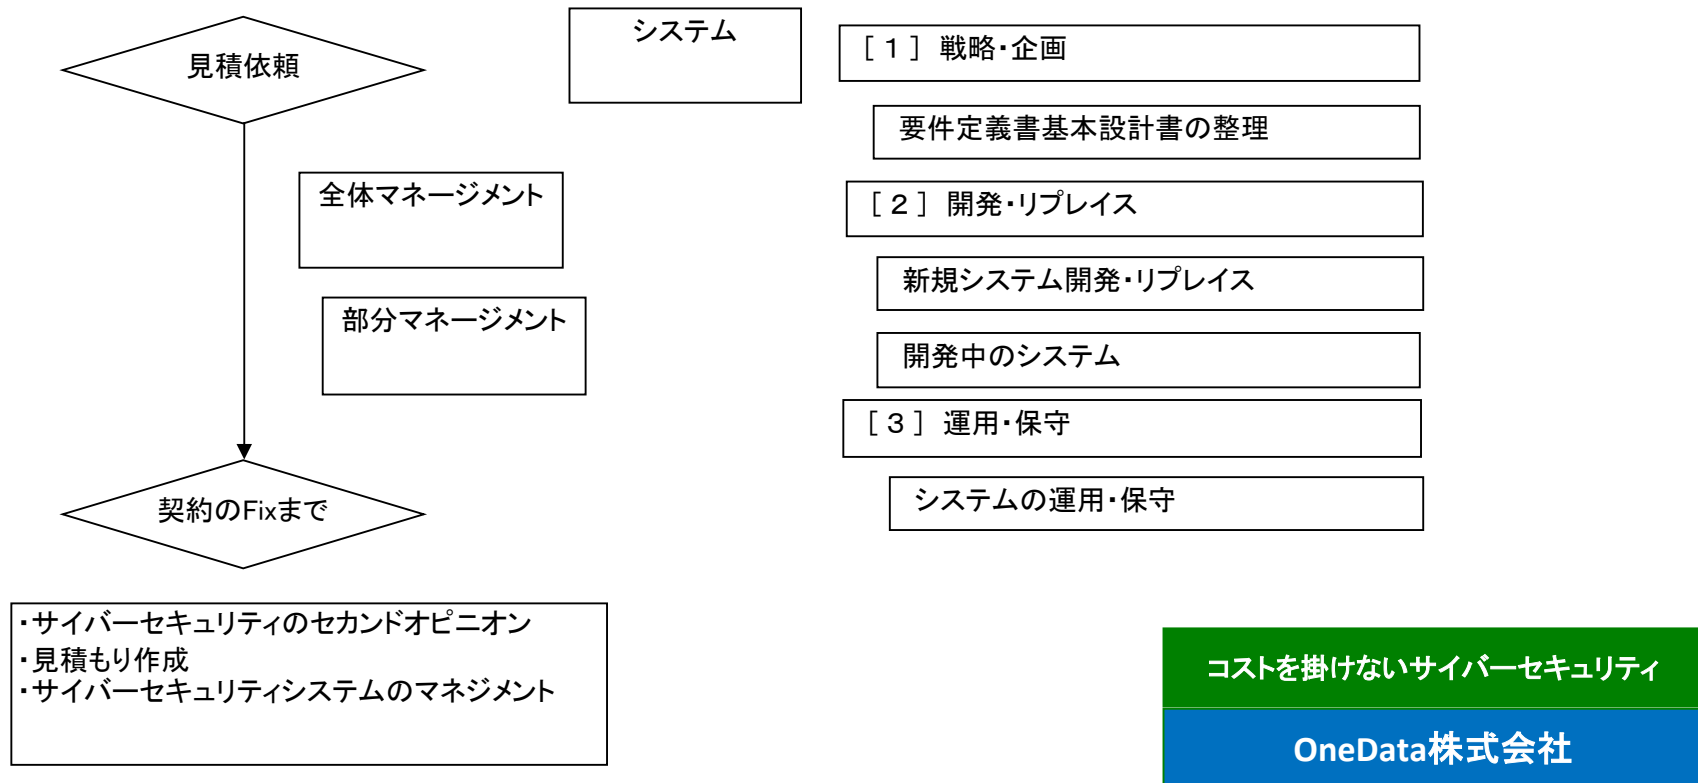 見積依頼
システム
全体マネージメント
部分マネージメント
契約のFixまで
・サイバーセキュリティのセカンドオピニオン
・見積もり作成
・サイバーセキュリティシステムのマネジメント
［１］ 戦略・企画
要件定義書基本設計書の整理
［２］ 開発・リプレイス
新規システム開発・リプレイス
開発中のシステム
［３］ 運用・保守
システムの運用・保守
コストを掛けないサイバーセキュリティ
OneData株式会社